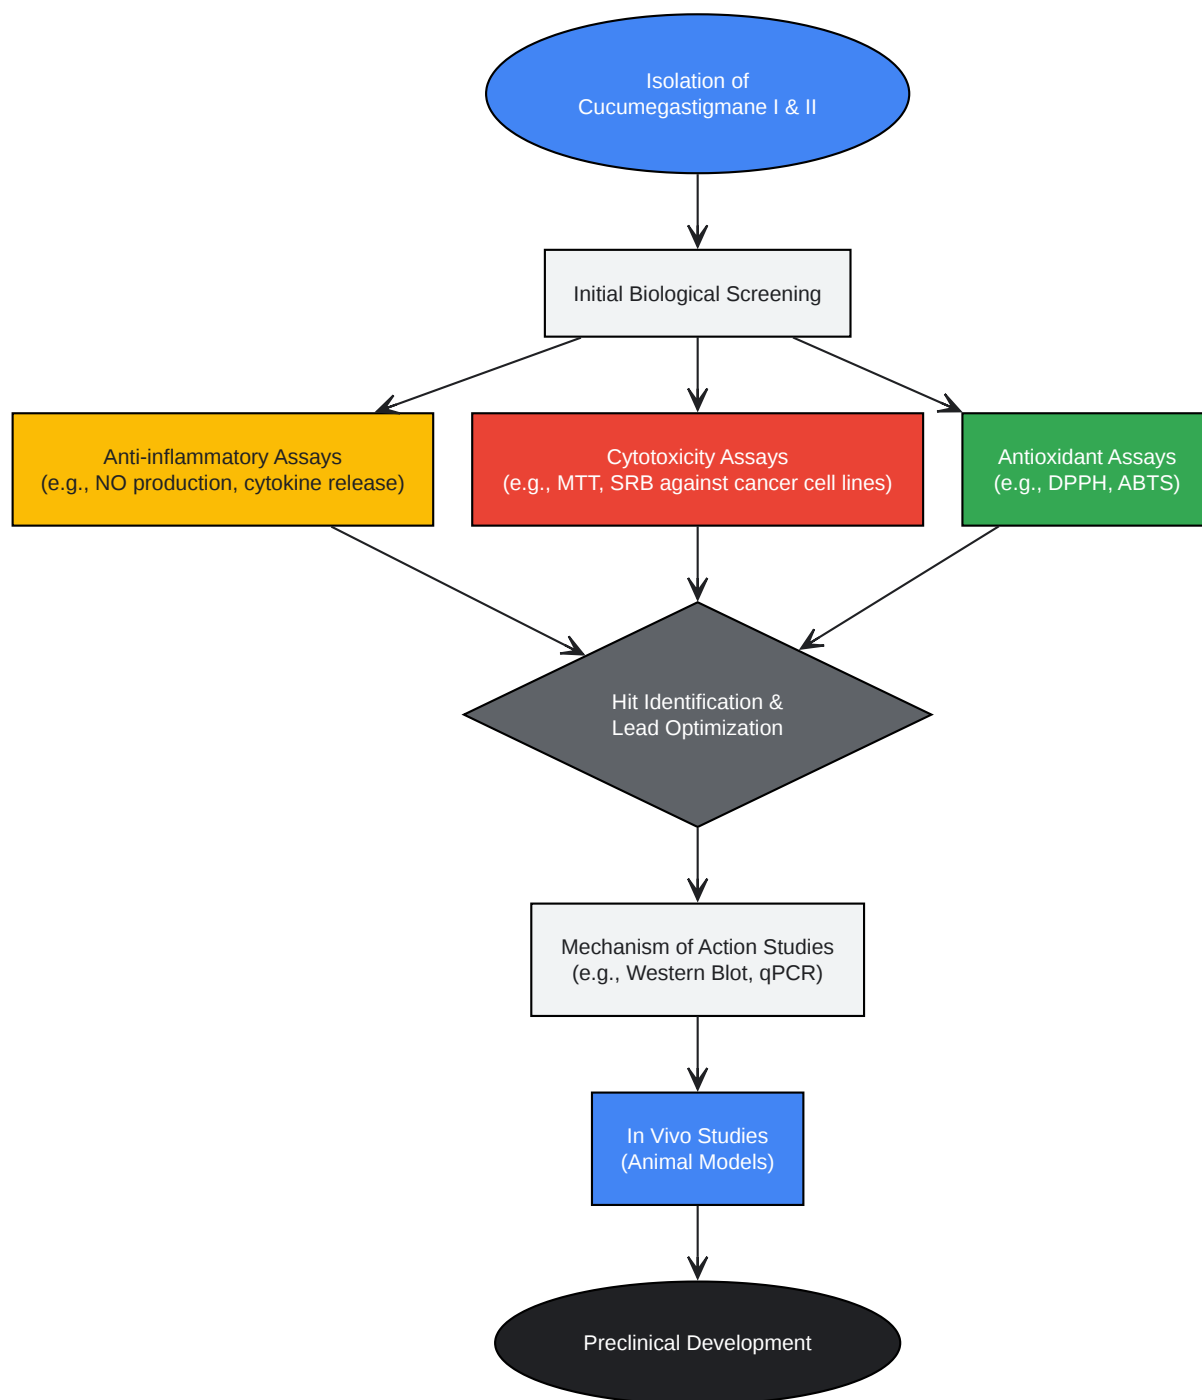 Isolation of
Cucumegastigmane I & II
Initial Biological Screening
Anti-inflammatory Assays
(e.g., NO production, cytokine release)
Cytotoxicity Assays
(e.g., MTT, SRB against cancer cell lines)
Antioxidant Assays
(e.g., DPPH, ABTS)
Hit Identification &
Lead Optimization
Mechanism of Action Studies
(e.g., Western Blot, qPCR)
In Vivo Studies
(Animal Models)
Preclinical Development